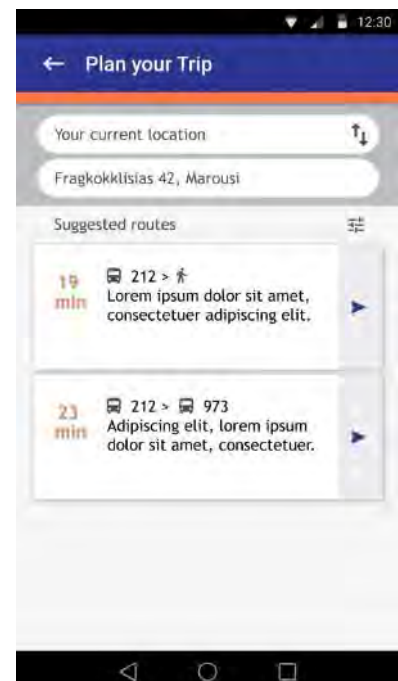 12:30
Plan your Trip
Your current location
Fragkokklisias 42, Marousi
Suggested routes
19 min
212 >
Lorem ipsum dolor sit amet,
consectetuer adipiscing elit.
23 min
212 > 973
Adipiscing elit, lorem ipsum
dolor sit amet, consectetuer.